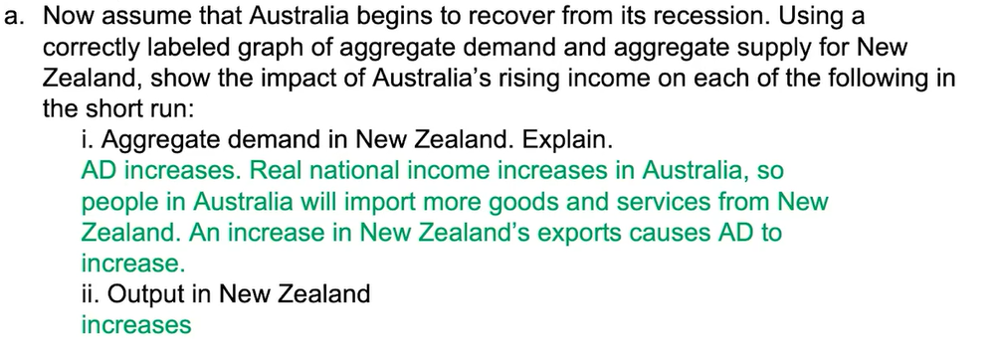 a. Now assume that Australia begins to recover from its recession. Using a
correctly labeled graph of aggregate demand and aggregate supply for New
Zealand, show the impact of Australia's rising income on each of the following in
the short run:
i. Aggregate demand in New Zealand. Explain.
AD increases. Real national income increases in Australia, so
people in Australia will import more goods and services from New
Zealand. An increase in New Zealand's exports causes AD to
increase.
ii. Output in New Zealand
increases